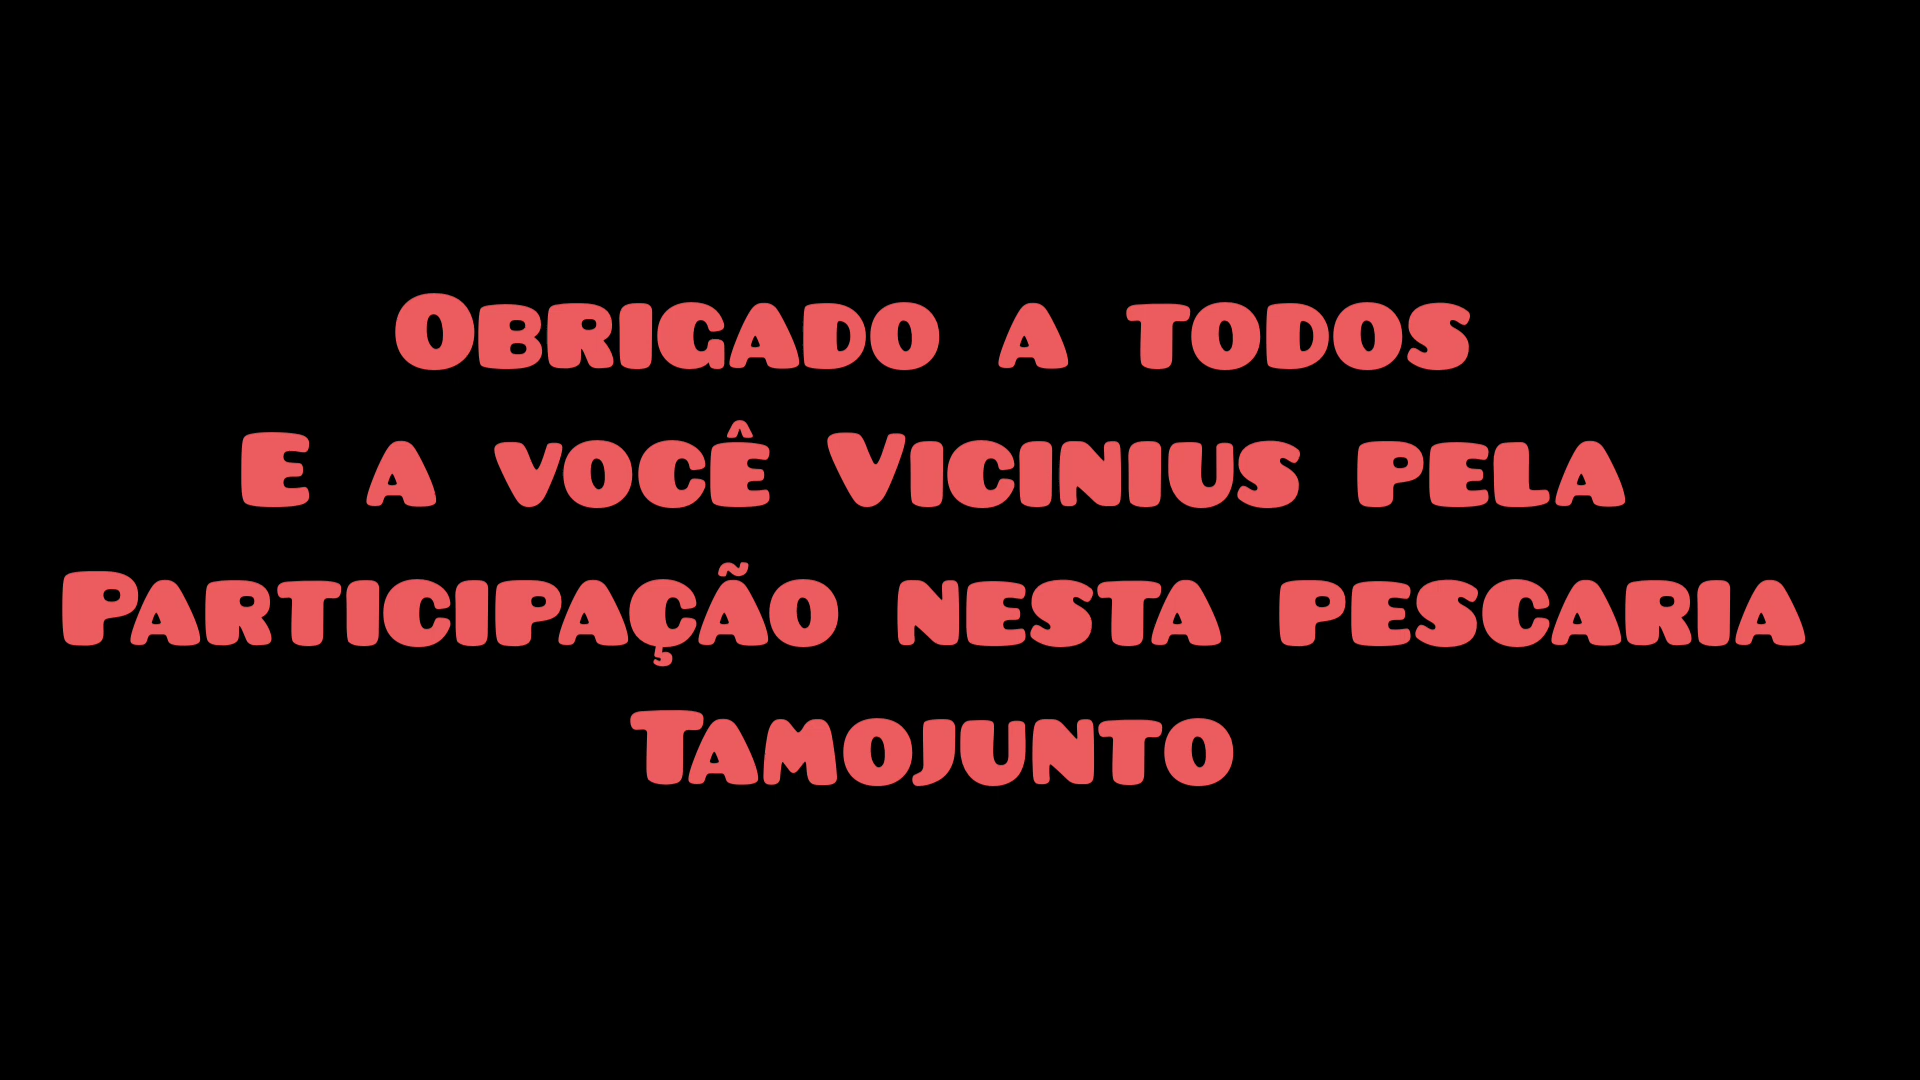 Obrigado a todos
E a você Vicinius pela
Participação nesta pescaria
Tamojunto